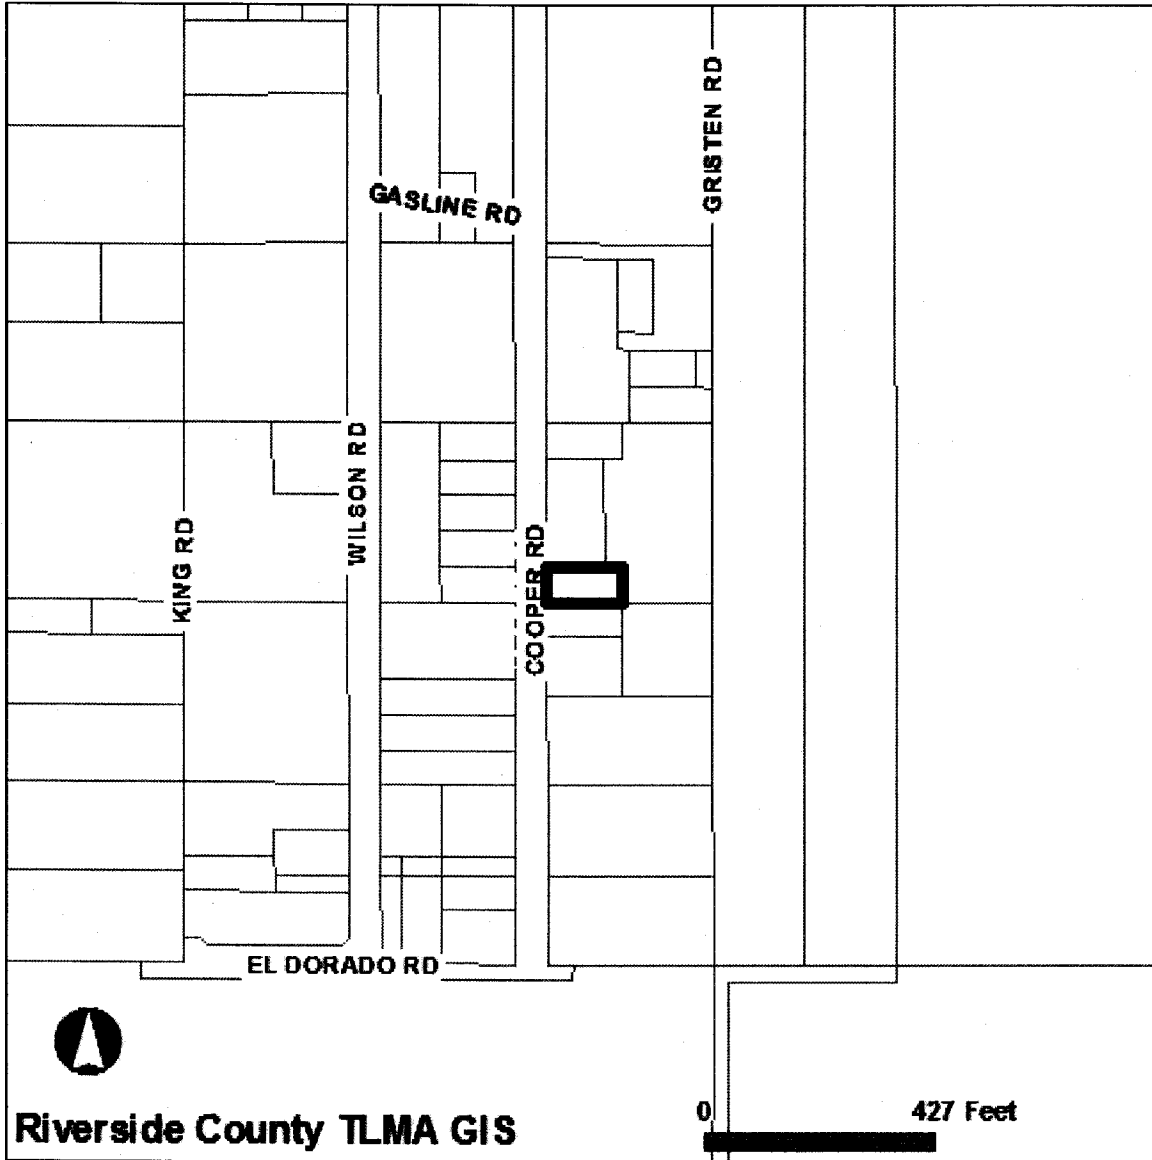 GRISTEN RD
GASLINE RD
WILSON RD
KING RD
COOPER RD
EL DORADO RD
Riverside County TLMA GIS
0 427 Feet